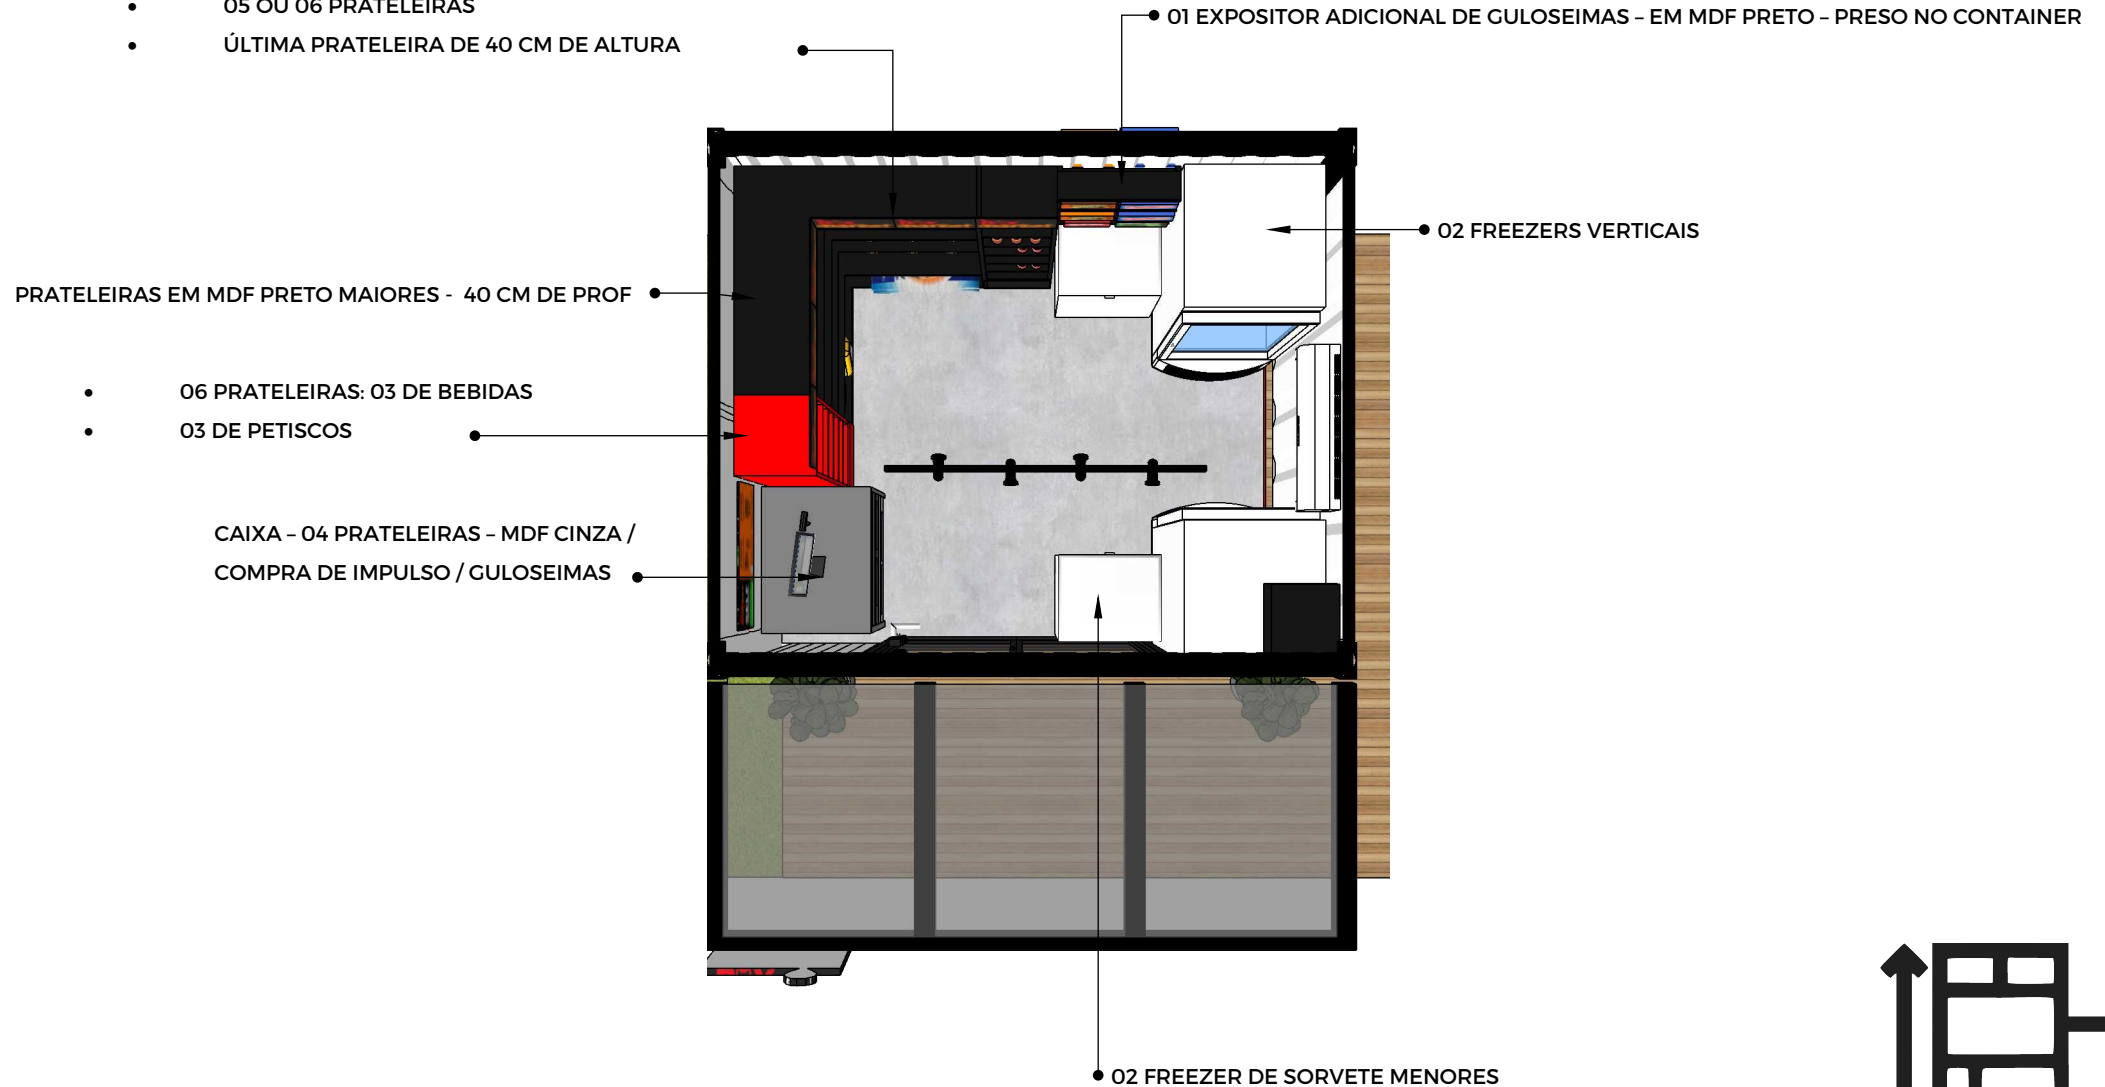 05 OU 06 PRATELEIRAS
ÚLTIMA PRATELEIRA DE 40 CM DE ALTURA
01 EXPOSITOR ADICIONAL DE GULOSEIMAS – EM MDF PRETO – PRESO NO CONTAINER
02 FREEZERS VERTICAIS
PRATELEIRAS EM MDF PRETO MAIORES - 40 CM DE PROF
06 PRATELEIRAS: 03 DE BEBIDAS
03 DE PETISCOS
CAIXA – 04 PRATELEIRAS – MDF CINZA /
COMPRA DE IMPULSO / GULOSEIMAS
02 FREEZER DE SORVETE MENORES